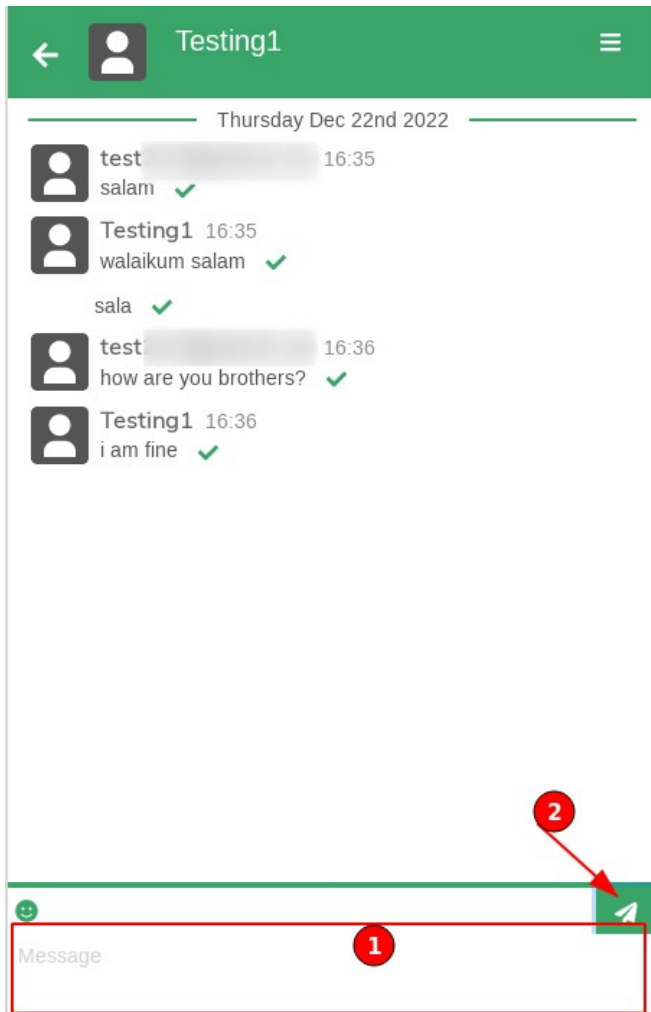 Testing1
Thursday Dec 22nd 2022
test 16:35
salam
Testing1 16:35
walaikum salam
sala
test 16:36
how are you brothers?
Testing1 16:36
i am fine
2
1
Message